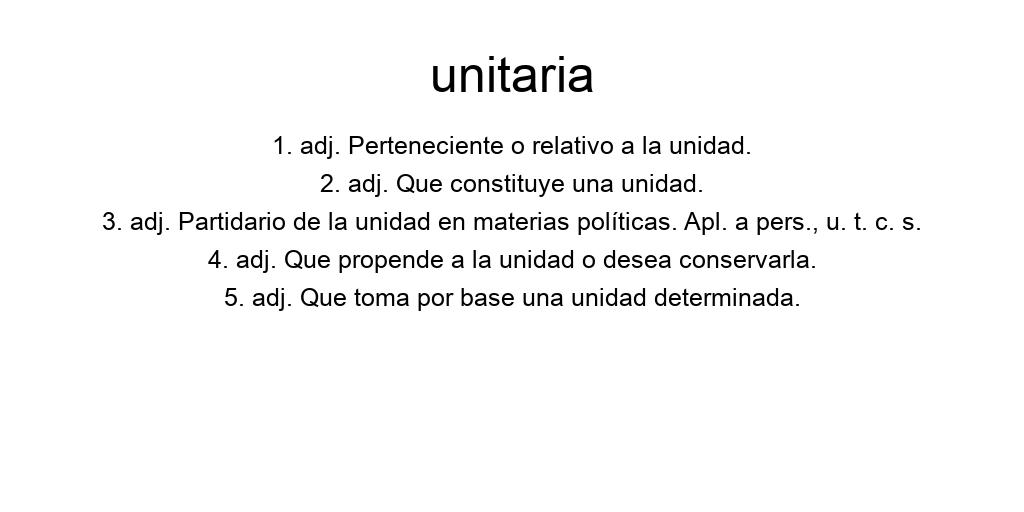 unitaria
1. adj. Perteneciente o relativo a la unidad.
2. adj. Que constituye una unidad.
3. adj. Partidario de la unidad en materias políticas. Apl. a pers., u. t. c. s.
4. adj. Que propende a la unidad o desea conservarla.
5. adj. Que toma por base una unidad determinada.